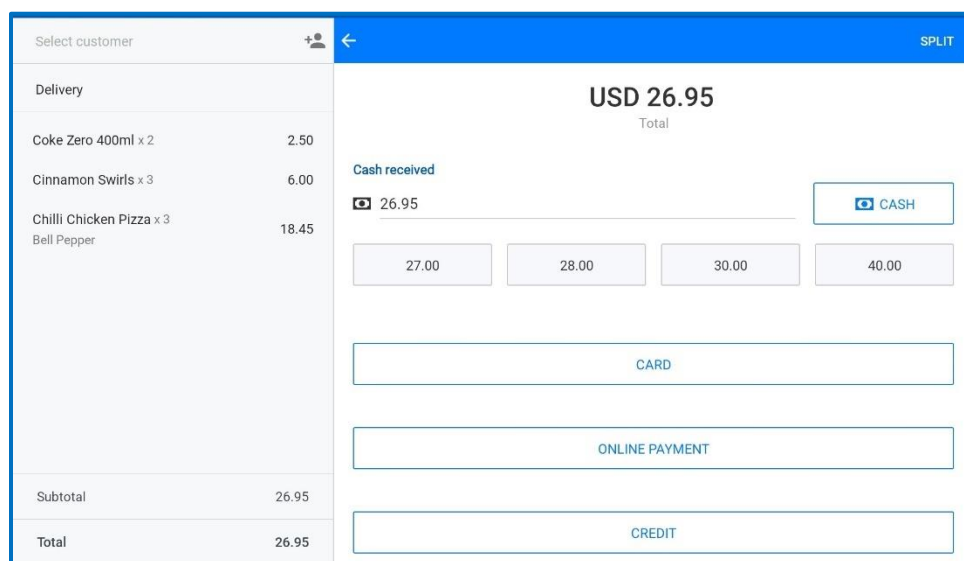 Select customer
SPLIT
Delivery
USD 26.95
Total
Coke Zero 400ml x 2 2.50
Cinnamon Swirls x 3 6.00
Chilli Chicken Pizza x 3 18.45
Bell Pepper
Cash received
26.95
CASH
27.00 28.00 30.00 40.00
CARD
ONLINE PAYMENT
CREDIT
Subtotal 26.95
Total 26.95